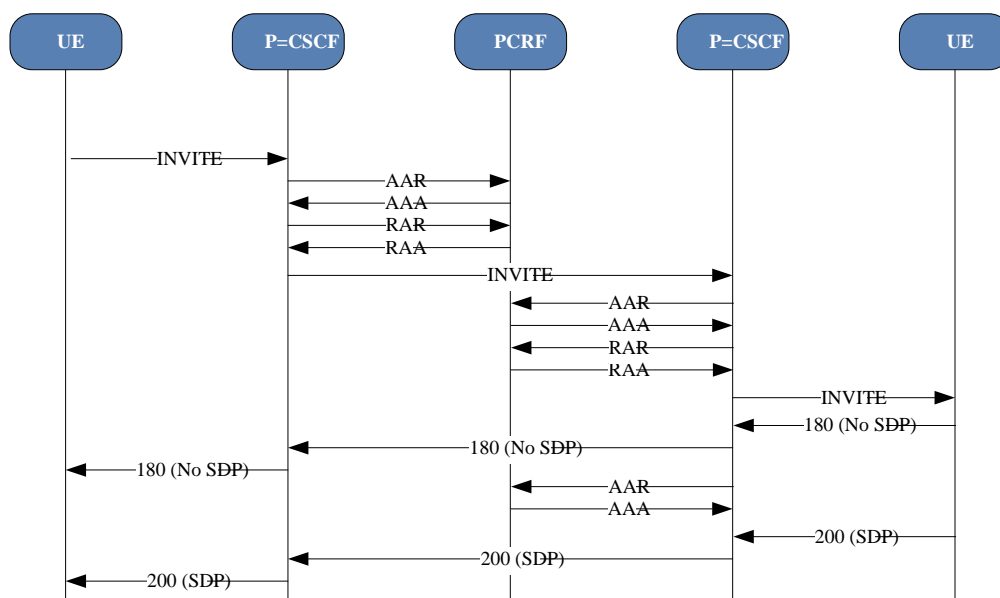 UE P=CSCF PCRF P=CSCF UE
INVITE
AAR
AAA
RAR
RAA
INVITE
AAR
AAA
RAR
RAA
INVITE
180 (No SDP)
180 (No SDP)
180 (No SDP)
AAR
AAA
200 (SDP)
200 (SDP)
200 (SDP)